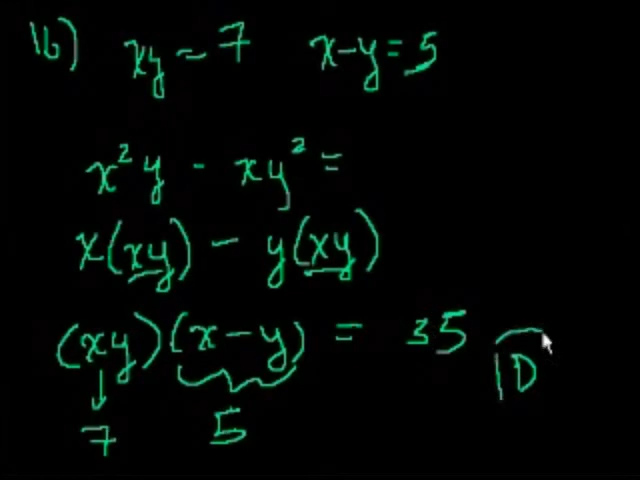 16) xy = 7 x-y = 5
x²y - xy² =
x(xy) - y(xy)
(xy)(x-y) = 35
D
7 5